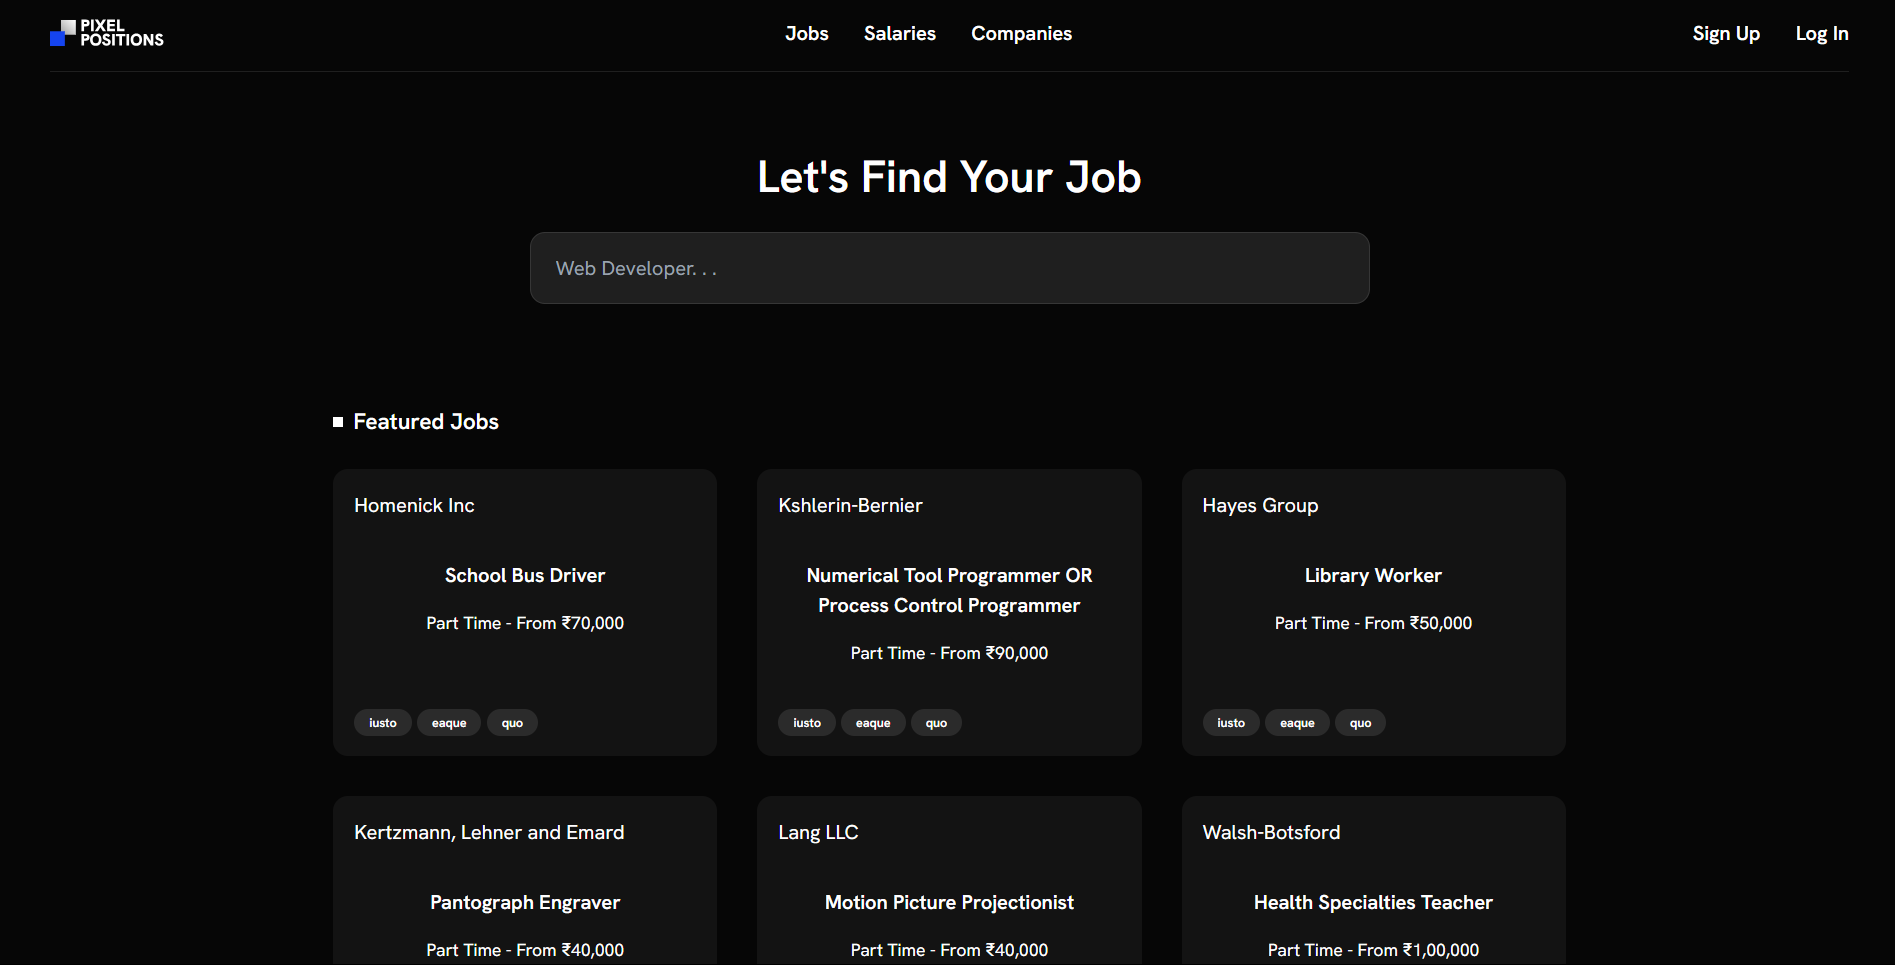 PIXEL
POSITIONS
Jobs
Salaries
Companies
Sign Up
Log In
Let's Find Your Job
Web Developer. . .
Featured Jobs
Homenick Inc
School Bus Driver
Part Time - From ₹70,000
iusto
eaque
quo
Kshlerin-Bernier
Numerical Tool Programmer OR
Process Control Programmer
Part Time - From ₹90,000
iusto
eaque
quo
Hayes Group
Library Worker
Part Time - From ₹50,000
iusto
eaque
quo
Kertzmann, Lehner and Emard
Pantograph Engraver
Part Time - From ₹40,000
Lang LLC
Motion Picture Projectionist
Part Time - From ₹40,000
Walsh-Botsford
Health Specialties Teacher
Part Time - From ₹1,00,000